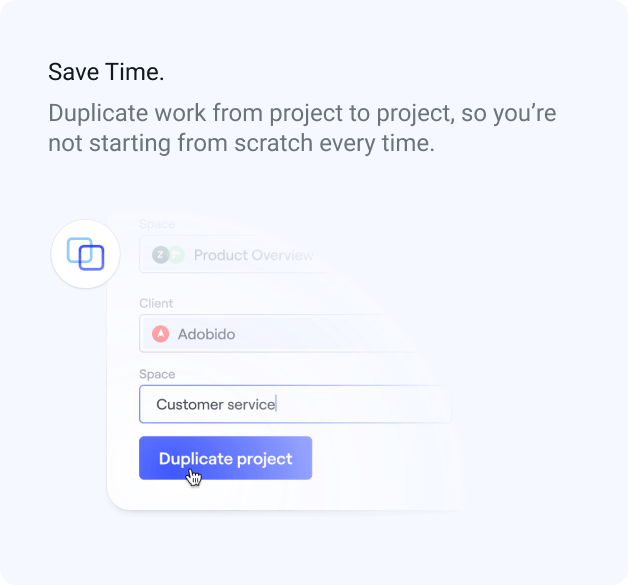 Save Time.
Duplicate work from project to project, so you’re
not starting from scratch every time.
Space
Z
Product Overview
Client
Adobido
Space
Customer service
Duplicate project